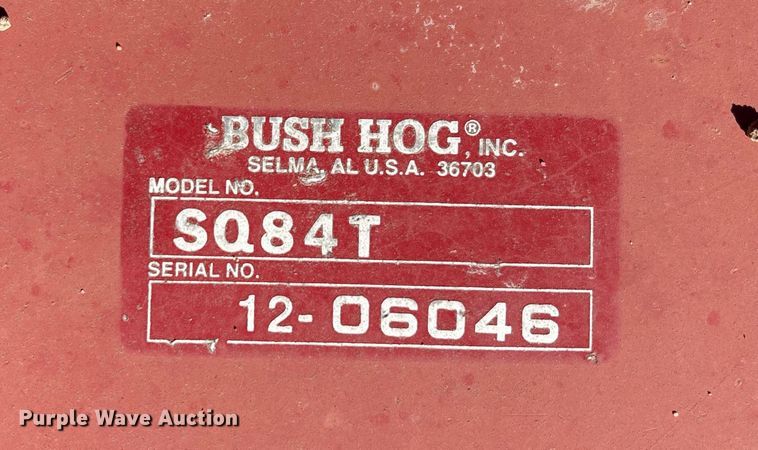 BUSH HOG®, INC.
SELMA, AL U.S.A. 36703
MODEL NO.
SQ84T
SERIAL NO.
12-06046
Purple Wave Auction